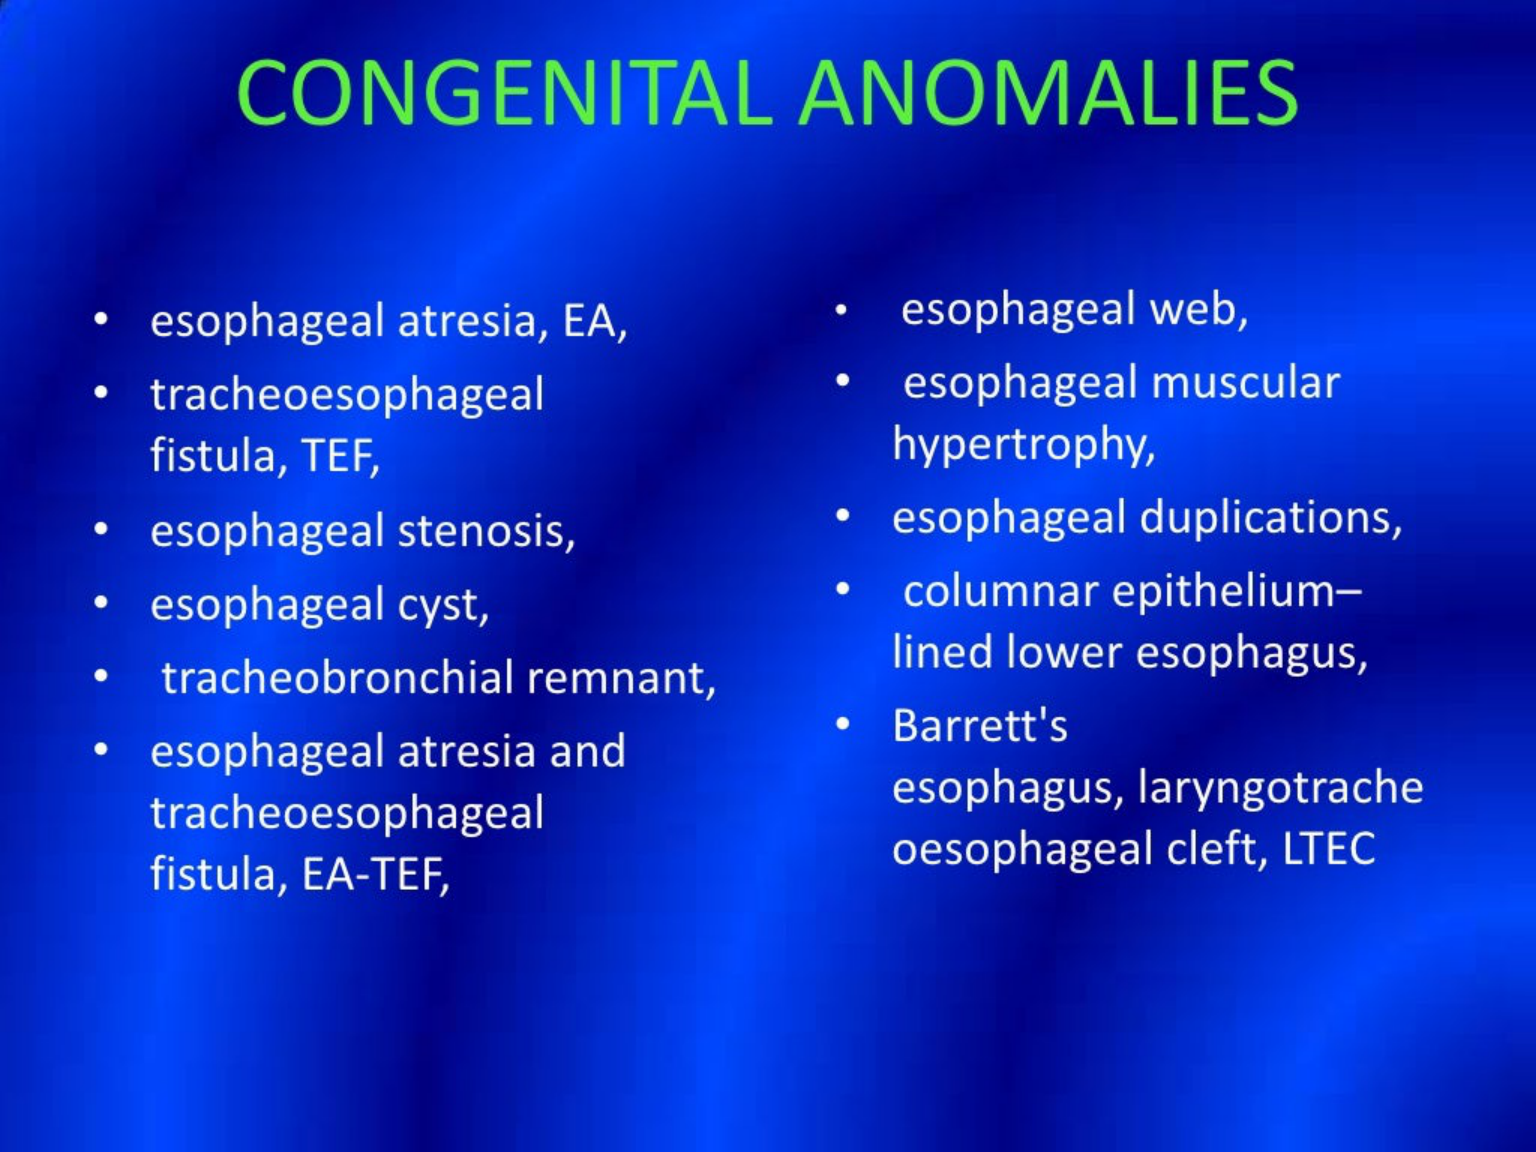 CONGENITAL ANOMALIES
• esophageal atresia, EA,
• tracheoesophageal
fistula, TEF,
• esophageal stenosis,
• esophageal cyst,
• tracheobronchial remnant,
• esophageal atresia and
tracheoesophageal
fistula, EA-TEF,
• esophageal web,
• esophageal muscular
hypertrophy,
• esophageal duplications,
• columnar epithelium–
lined lower esophagus,
• Barrett's
esophagus, laryngotrache
oesophageal cleft, LTEC